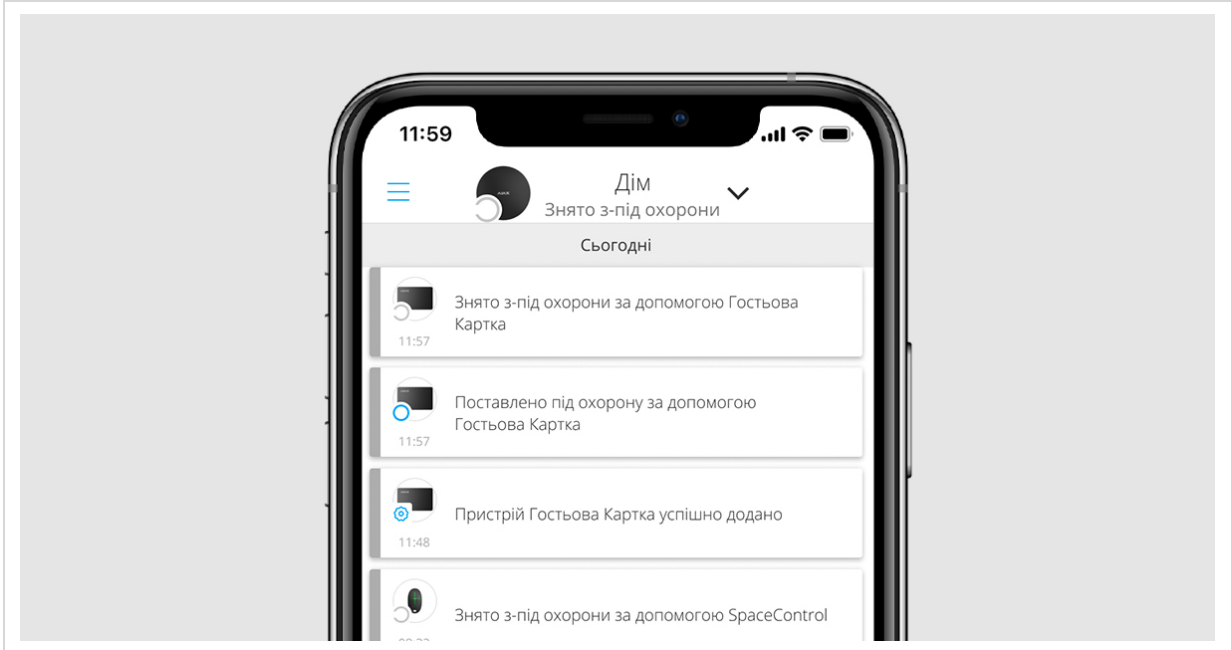 11:59
Дім
Знято з-під охорони
Сьогодні
Знято з-під охорони за допомогою Гостьова
Картка
11:57
Поставлено під охорону за допомогою
Гостьова Картка
11:57
Пристрій Гостьова Картка успішно додано
11:48
Знято з-під охорони за допомогою SpaceControl